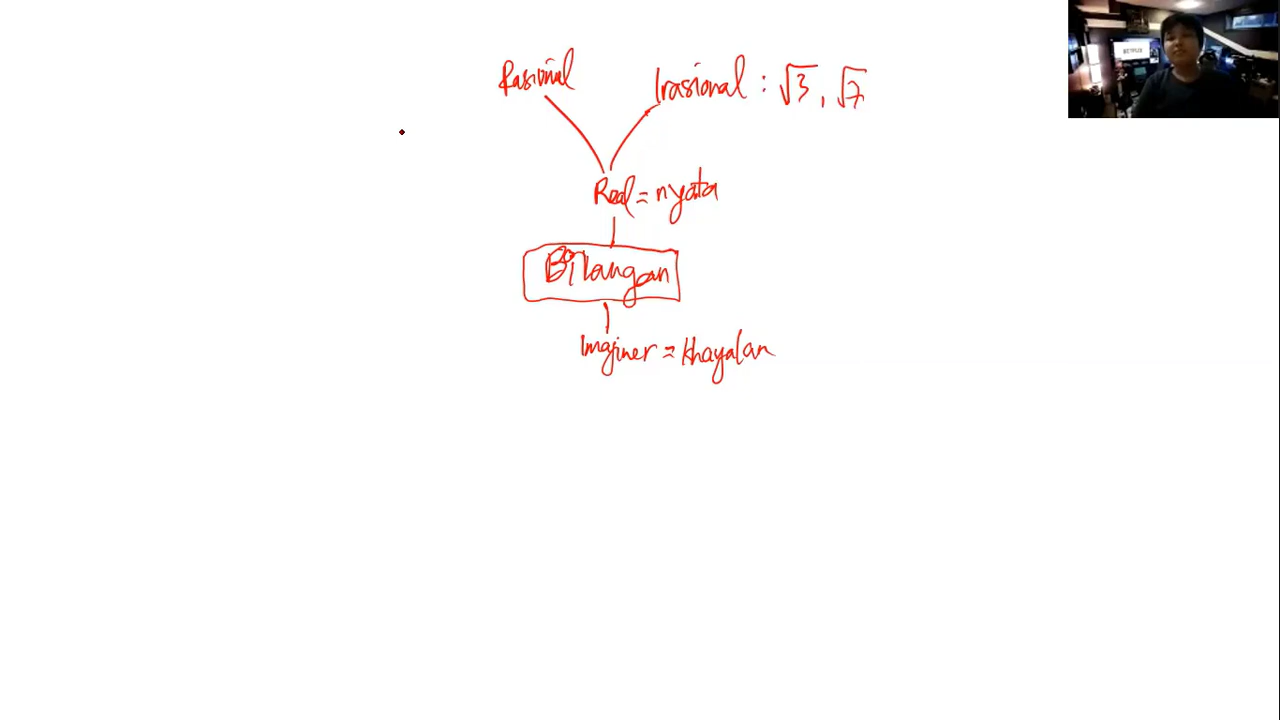 Rasional
Irasional : √3, √7
Real = nyata
Bilangan
Imajiner = Khayalan